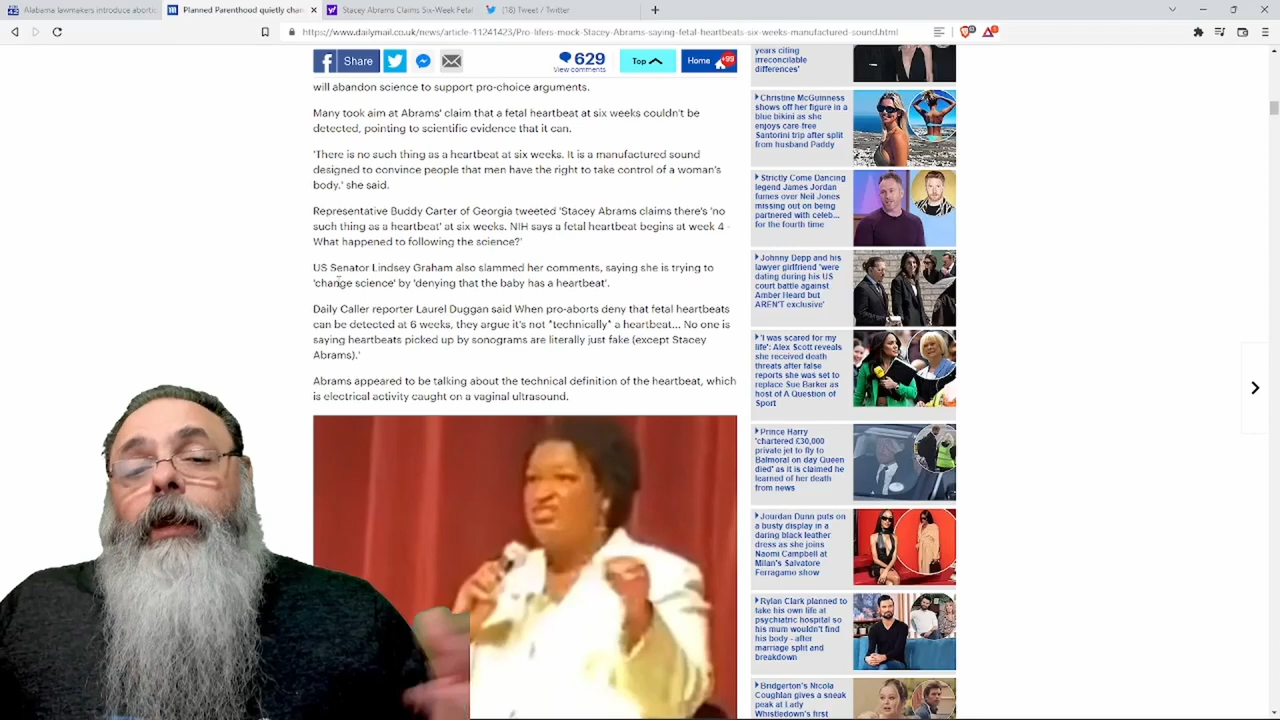 Alabama lawmakers introduce abortio
Planned Parenthood quietly chan
Stacey Abrams Claims Six-Week Fetal
(18) Tweet / Twitter
https://www.dailymail.co.uk/news/article-11241423/Pro-lifers-mock-Stacey-Abrams-saying-fetal-heartbeats-six-weeks-manufactured-sound.html
Share
629
View comments
Top
Home
+99
will abandon science to support pro-choice arguments.
Many took aim at Abrams' claim that a fetal heartbeat at six weeks couldn't be
detected, pointing to scientific evidence that it can.
'There is no such thing as a heartbeat at six weeks. It is a manufactured sound
designed to convince people that men have the right to take control of a woman's
body.' she said.
Representative Buddy Carter of Georgia tweeted 'Stacey Abrams claims there's 'no
such thing as a heartbeat' at six weeks. NIH says a fetal heartbeat begins at week 4 -
What happened to following the science?'
US Senator Lindsey Graham also slammed her comments, saying she is trying to
'change science' by 'denying that the baby has a heartbeat'.
Daily Caller reporter Laurel Duggan said When pro-aborts deny that fetal heartbeats
can be detected at 6 weeks, they argue it's not *technically* a heartbeat... No one is
saying heartbeats picked up by sonograms are literally just fake (except Stacey
Abrams).'
Abrams appeared to be talking about the technical definition of the heartbeat, which
is electrical activity caught on a vaginal ultrasound.
years citing
irreconcilable
differences'
Christine McGuinness
shows off her figure in a
blue bikini as she
enjoys care-free
Santorini trip after split
from husband Paddy
Strictly Come Dancing
legend James Jordan
fumes over Neil Jones
missing out on being
partnered with celeb...
for the fourth time
Johnny Depp and his
lawyer girlfriend 'were
dating during his US
court battle against
Amber Heard but
AREN'T exclusive'
'I was scared for my
life': Alex Scott reveals
she received death
threats after false
reports she was set to
replace Sue Barker as
host of A Question of
Sport
Prince Harry
'chartered £30,000
private jet to fly to
Balmoral on day Queen
died' as it is claimed he
learned of her death
from news
Jourdan Dunn puts on
a busty display in a
daring black leather
dress as she joins
Naomi Campbell at
Milan's Salvatore
Ferragamo show
Rylan Clark planned to
take his own life at
psychiatric hospital so
his mum wouldn't find
his body - after
marriage split and
breakdown
Bridgerton's Nicola
Coughlan gives a sneak
peak at Lady
Whistledown's first